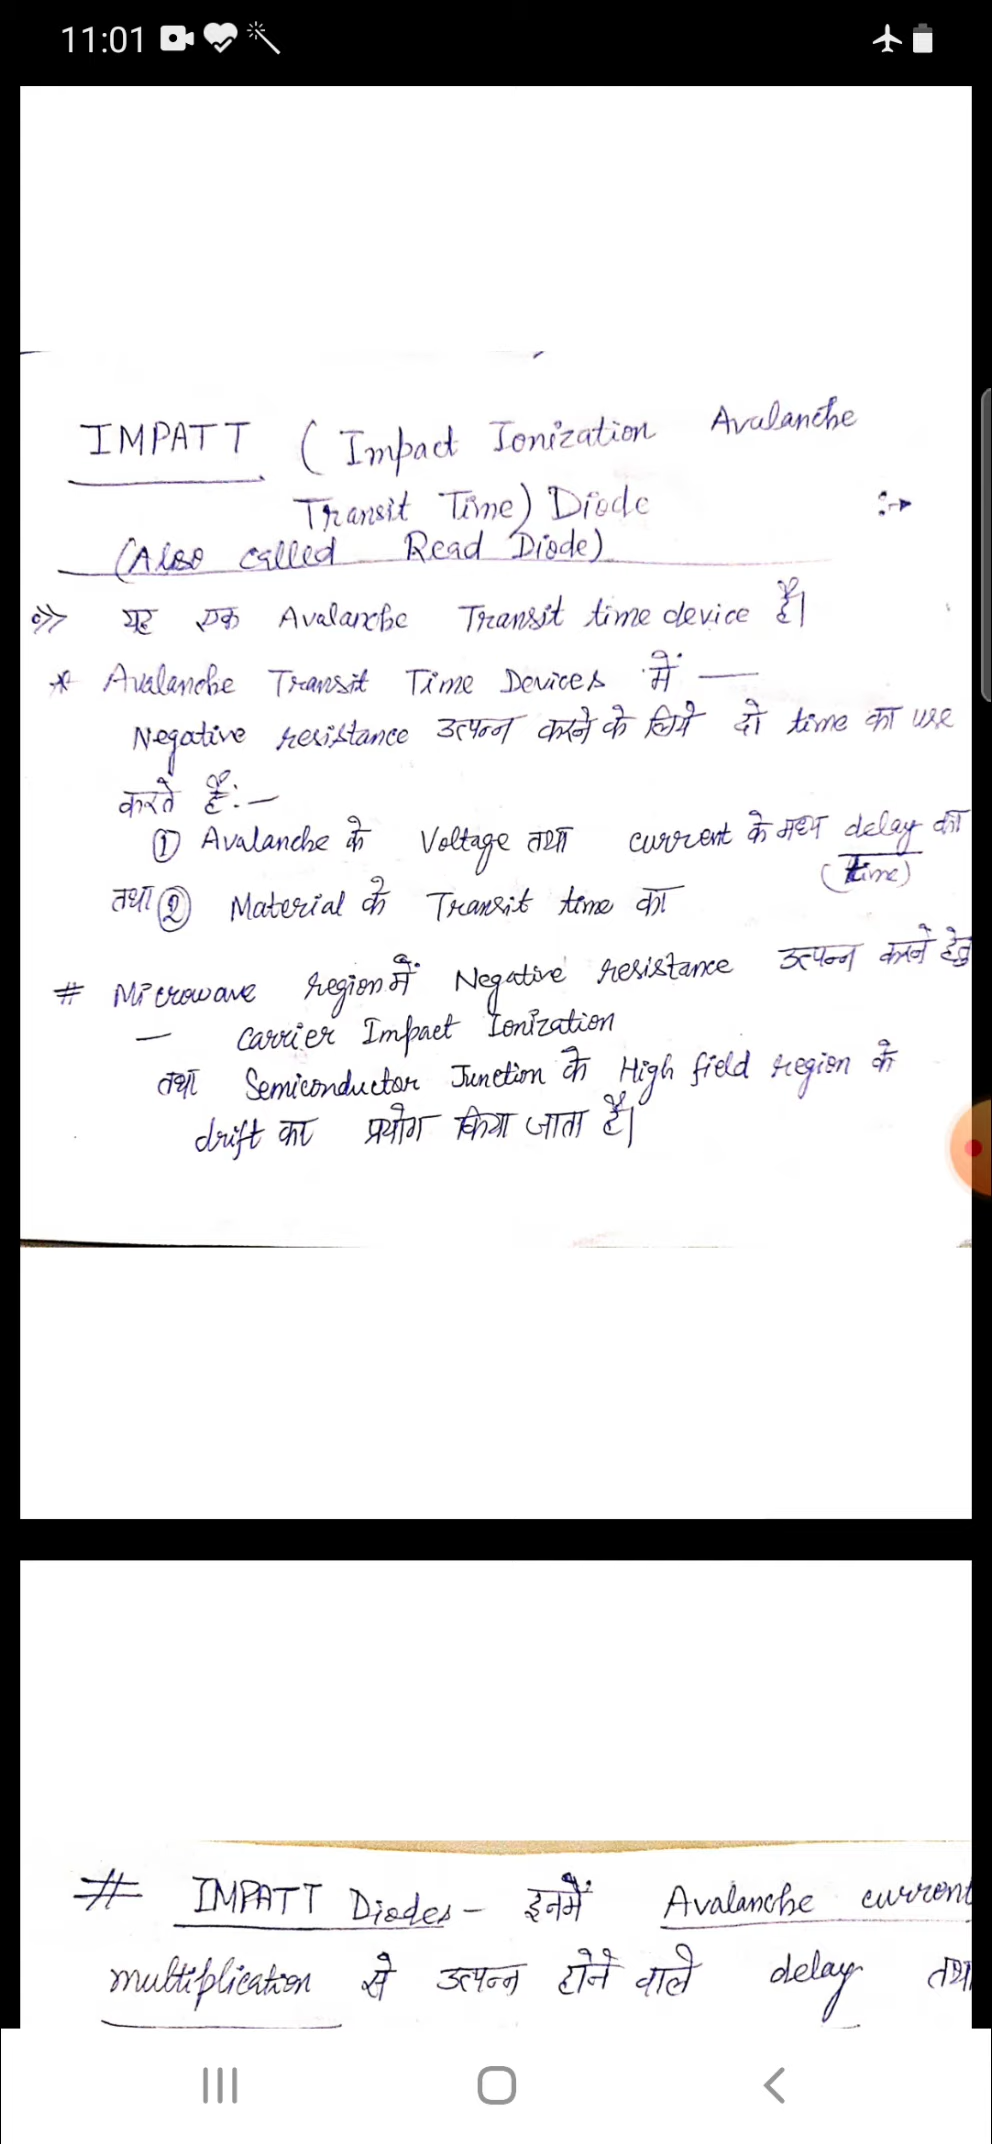 11:01
IMPATT (Impact Ionization Avalanche
Transit Time) Diode :→
(Also called Read Diode)
यह एक Avalanche Transit time device है।
* Avalanche Transit Time Devices में —
Negative resistance उत्पन्न करने के लिये दो time का use
करते हैं:—
① Avalanche के Voltage तथा current के मध्य delay का
(time)
तथा ② Material के Transit time का
# Microwave region में Negative resistance उत्पन्न करने हेतु
— Carrier Impact Ionization
तथा Semiconductor Junction के High field region के
drift का प्रयोग किया जाता है।
# IMPATT Diodes – इनमें Avalanche current
multiplication से उत्पन्न होने वाले delay तथा